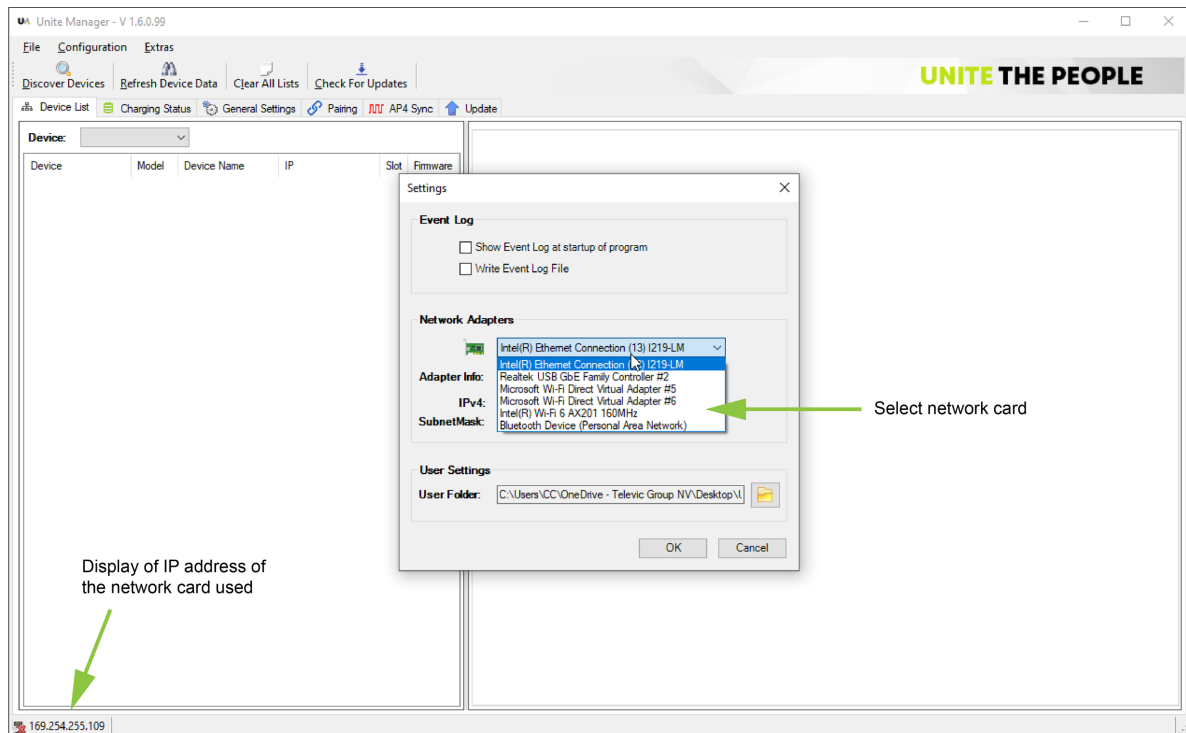 Unite Manager - V 1.6.0.99
File Configuration Extras
Discover Devices Refresh Device Data Clear All Lists Check For Updates
UNITE THE PEOPLE
Device List Charging Status General Settings Pairing AP4 Sync Update
Device:
Device Model Device Name IP Slot Firmware
Settings
Event Log
Show Event Log at startup of program
Write Event Log File
Network Adapters
Intel(R) Ethernet Connection (13) I219-LM
Intel(R) Ethernet Connection ( I219-LM
Adapter Info:
Realtek USB GbE Family Controller #2
Microsoft Wi-Fi Direct Virtual Adapter #5
IPv4:
Microsoft Wi-Fi Direct Virtual Adapter #6
Intel(R) Wi-Fi 6 AX201 160MHz
SubnetMask:
Bluetooth Device (Personal Area Network)
Select network card
User Settings
User Folder: C:\Users\CC\OneDrive - Televic Group NV\Desktop\
OK Cancel
Display of IP address of
the network card used
169.254.255.109